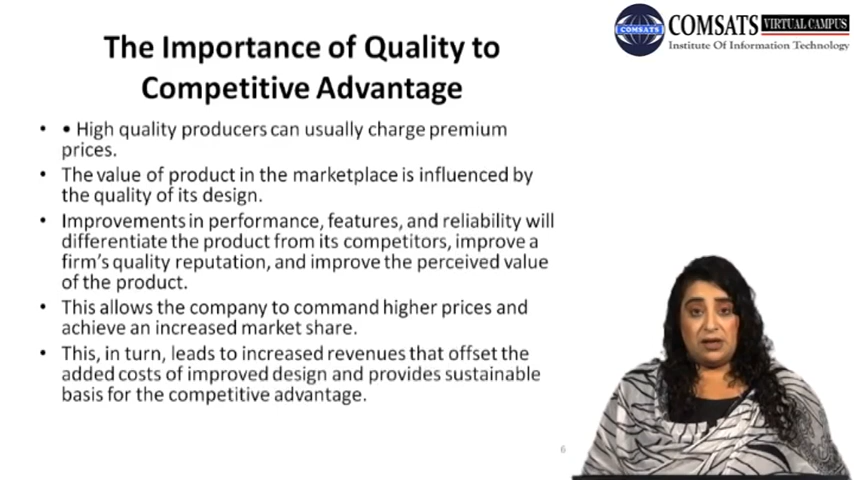 COMSATS
COMSATS VIRTUAL CAMPUS
Institute Of Information Technology
The Importance of Quality to
Competitive Advantage
• • High quality producers can usually charge premium
prices.
• The value of product in the marketplace is influenced by
the quality of its design.
• Improvements in performance, features, and reliability will
differentiate the product from its competitors, improve a
firm's quality reputation, and improve the perceived value
of the product.
• This allows the company to command higher prices and
achieve an increased market share.
• This, in turn, leads to increased revenues that offset the
added costs of improved design and provides sustainable
basis for the competitive advantage.
6